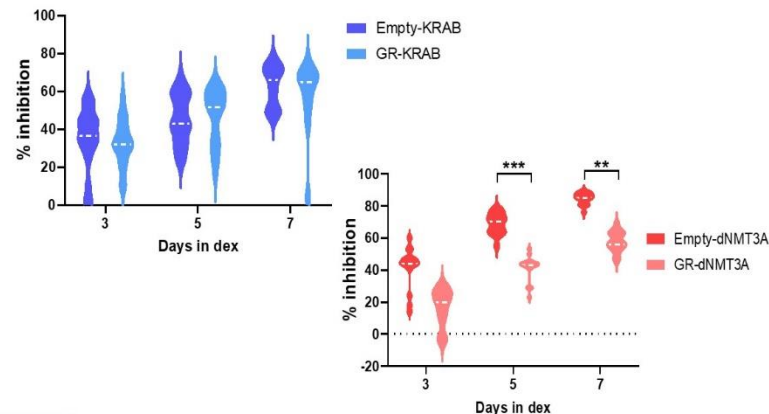 % inhibition
100
80
60
40
20
0
3 5 7
Days in dex
Empty-KRAB
GR-KRAB
% inhibition
100
80
60
40
20
0
-20
*** **
3 5 7
Days in dex
Empty-dNMT3A
GR-dNMT3A